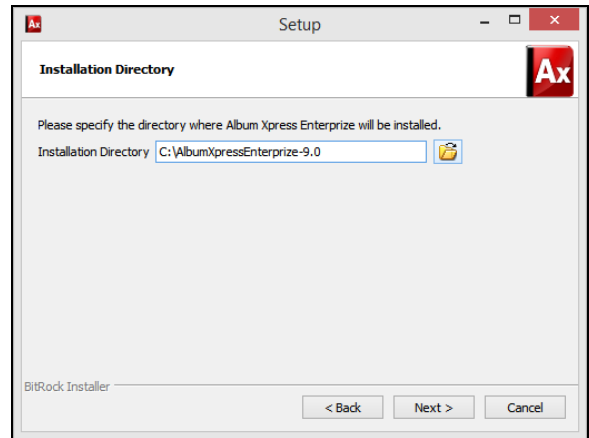 Ax
Setup
Installation Directory
Ax
Please specify the directory where Album Xpress Enterprize will be installed.
Installation Directory C:\AlbumXpressEnterprize-9.0
BitRock Installer
< Back Next > Cancel